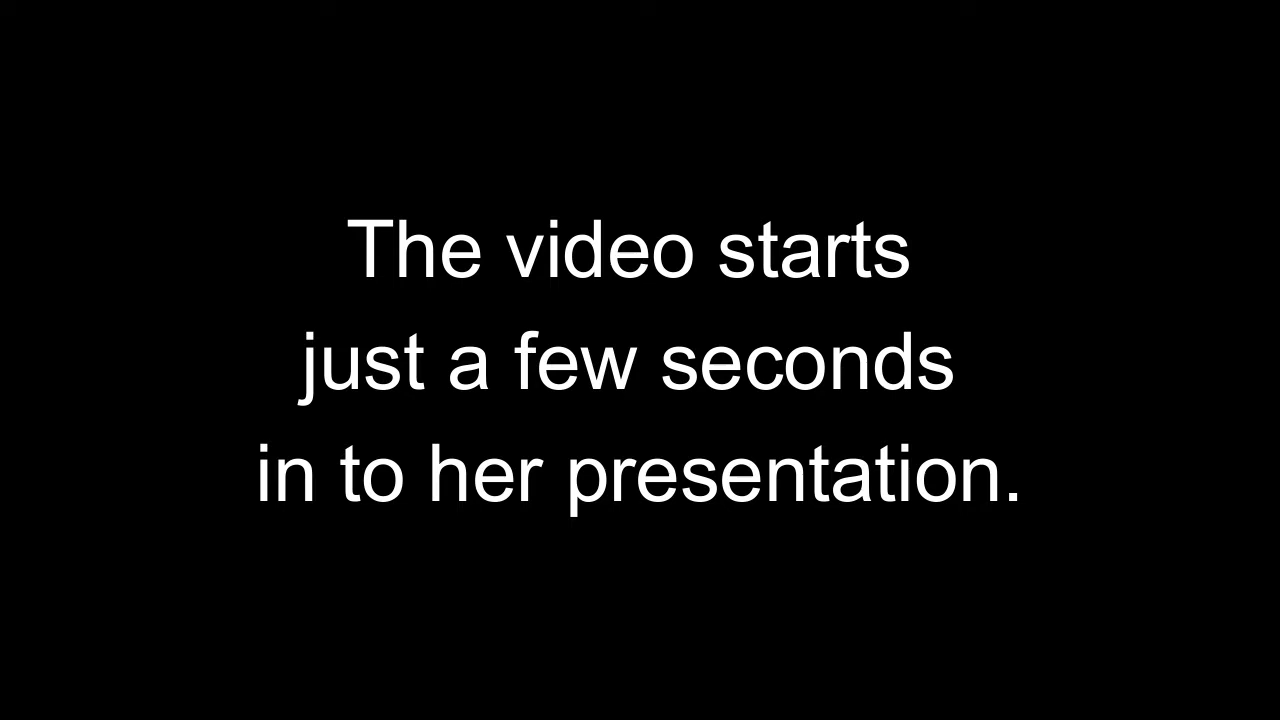 The video starts
just a few seconds
in to her presentation.